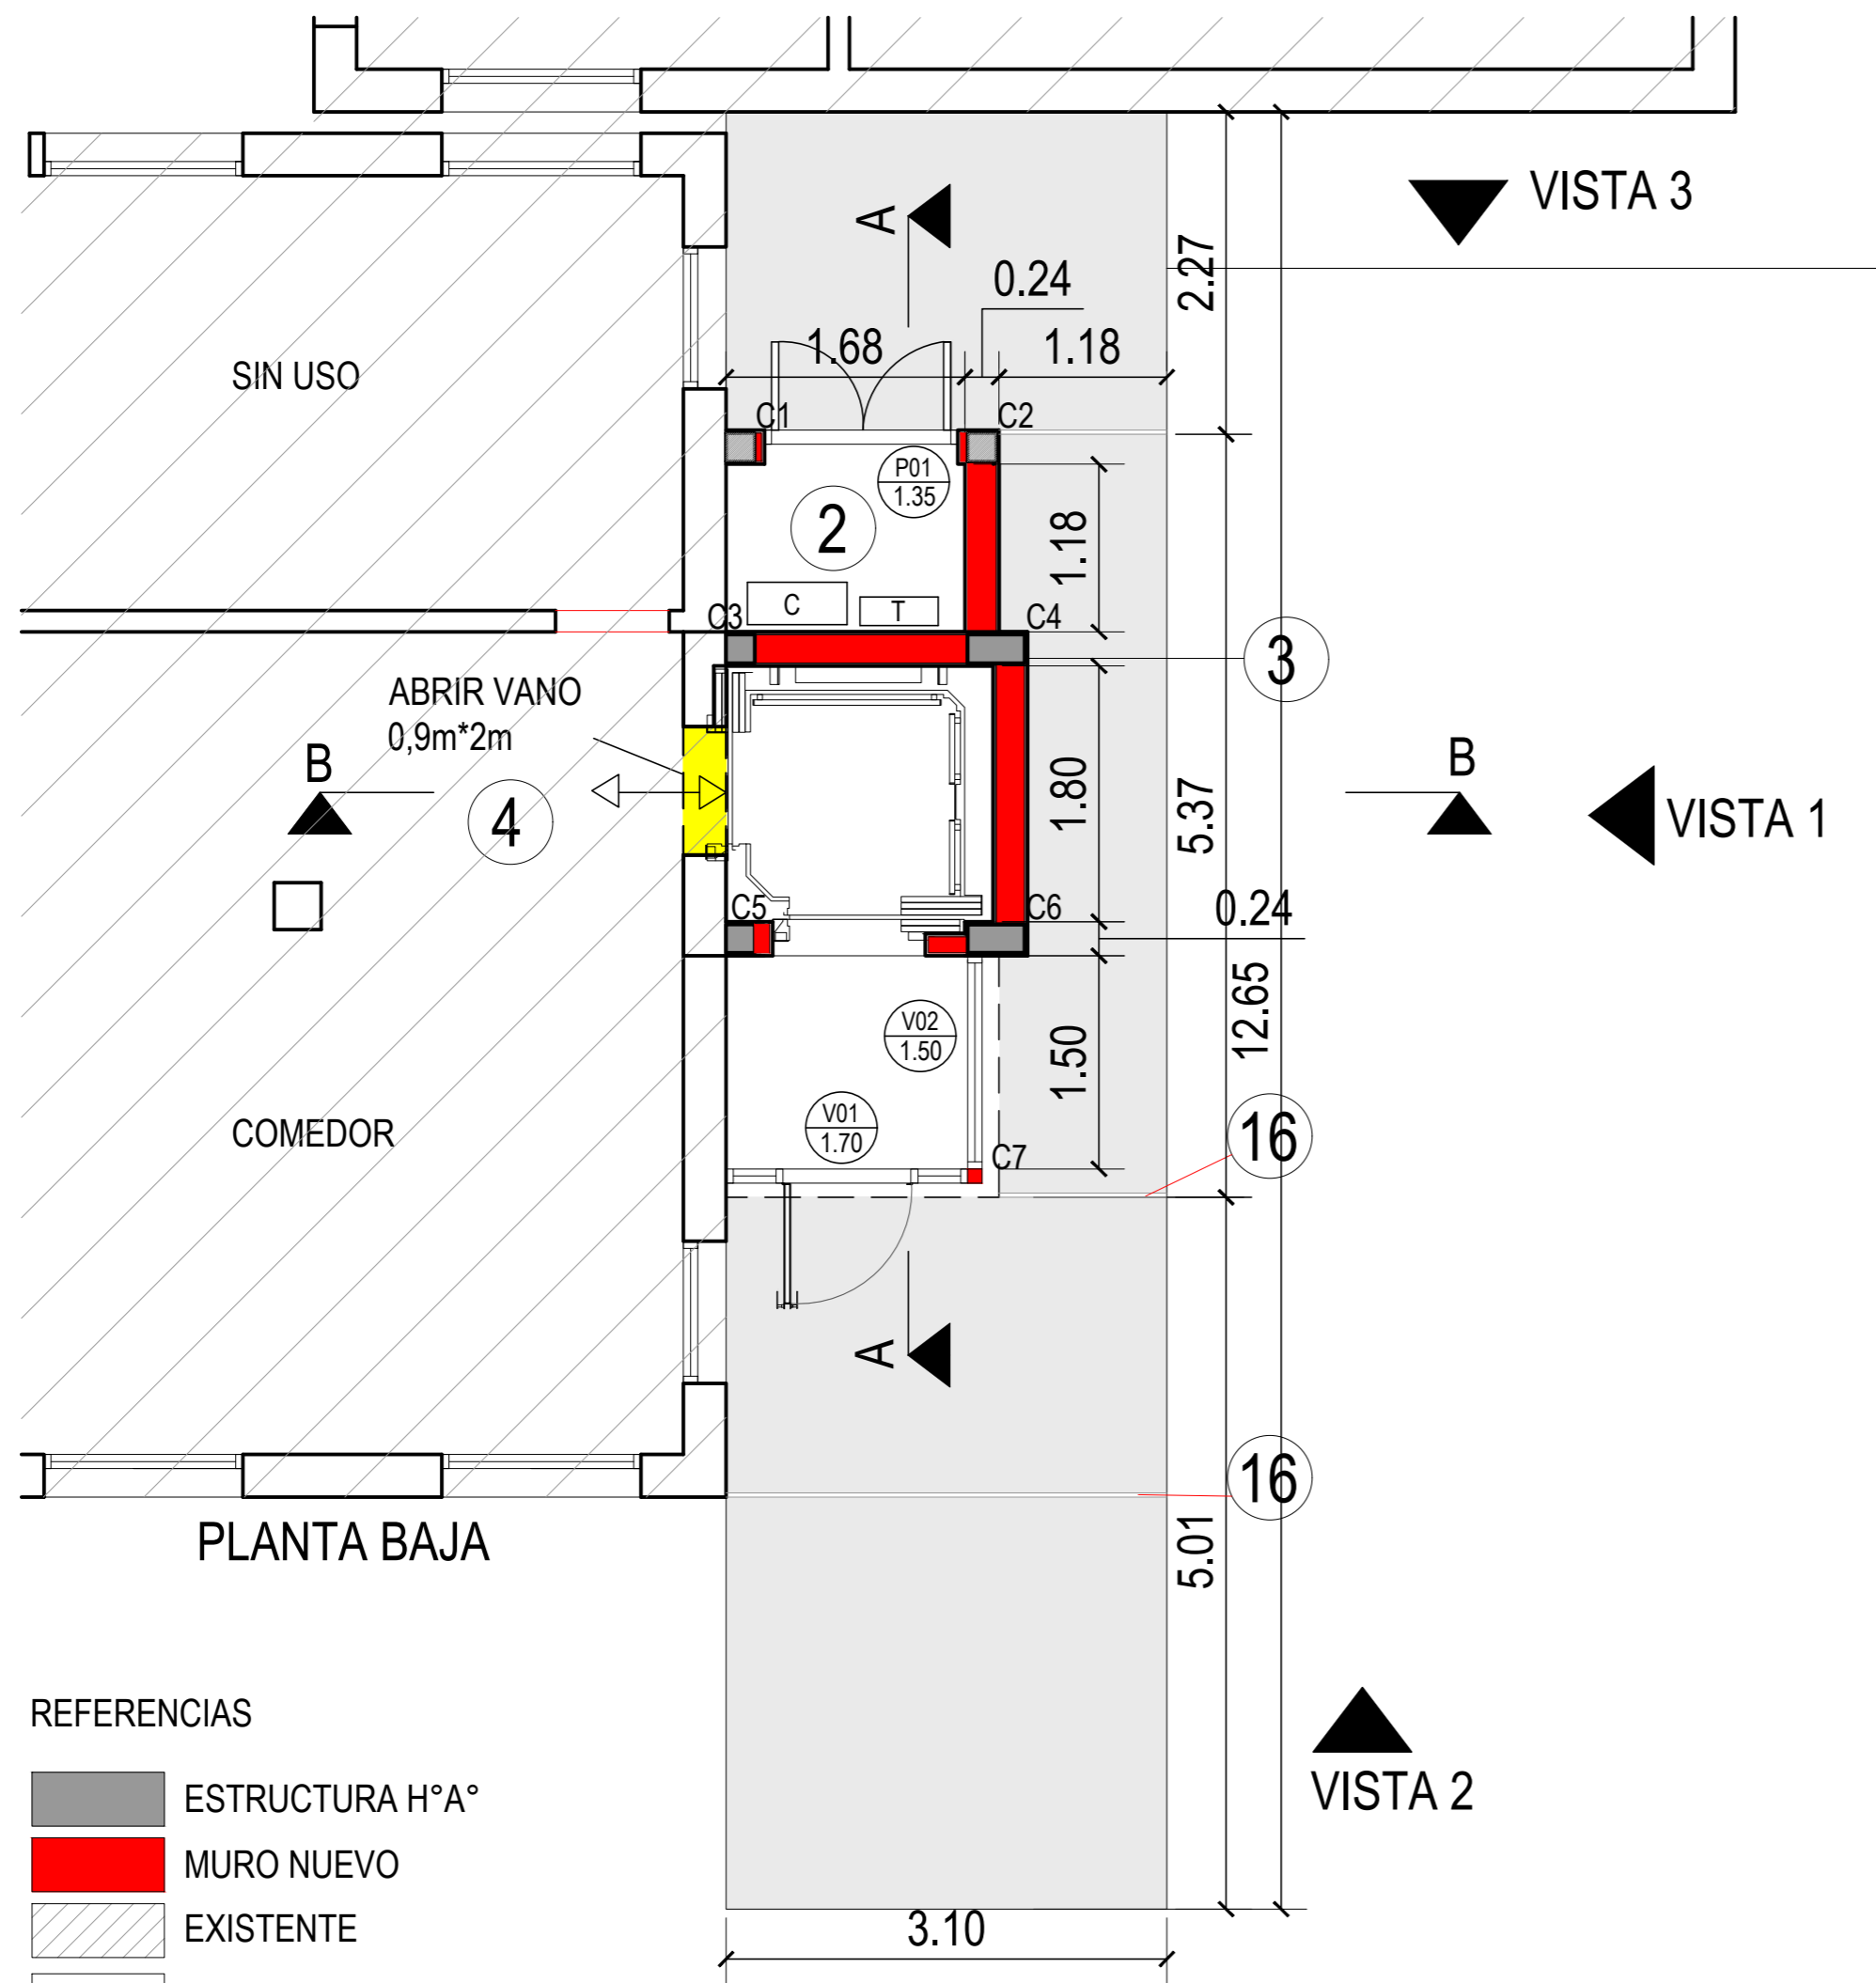 VISTA 3
A
2.27
0.24
1.68
1.18
SIN USO
C1
C2
P01
1.35
2
1.18
C
T
C3
C4
3
ABRIR VANO
0,9m*2m
B
4
1.80
5.37
B
VISTA 1
C5
C6
0.24
12.65
V02
1.50
1.50
V01
1.70
COMEDOR
C7
16
A
16
5.01
PLANTA BAJA
REFERENCIAS
VISTA 2
ESTRUCTURA H°A°
MURO NUEVO
EXISTENTE
3.10